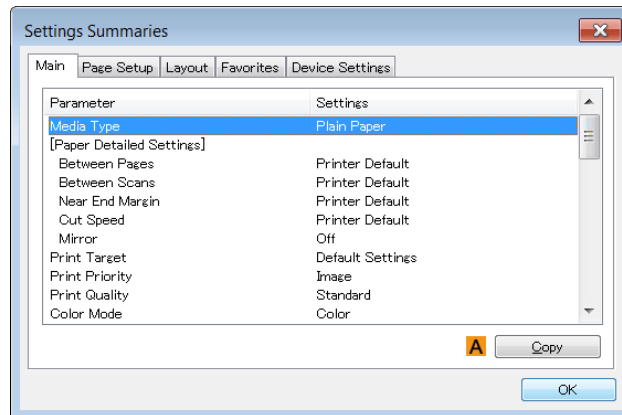 Settings Summaries
Main Page Setup Layout Favorites Device Settings
Parameter Settings
Media Type Plain Paper
[Paper Detailed Settings]
Between Pages Printer Default
Between Scans Printer Default
Near End Margin Printer Default
Cut Speed Printer Default
Mirror Off
Print Target Default Settings
Print Priority Image
Print Quality Standard
Color Mode Color
A Copy
OK